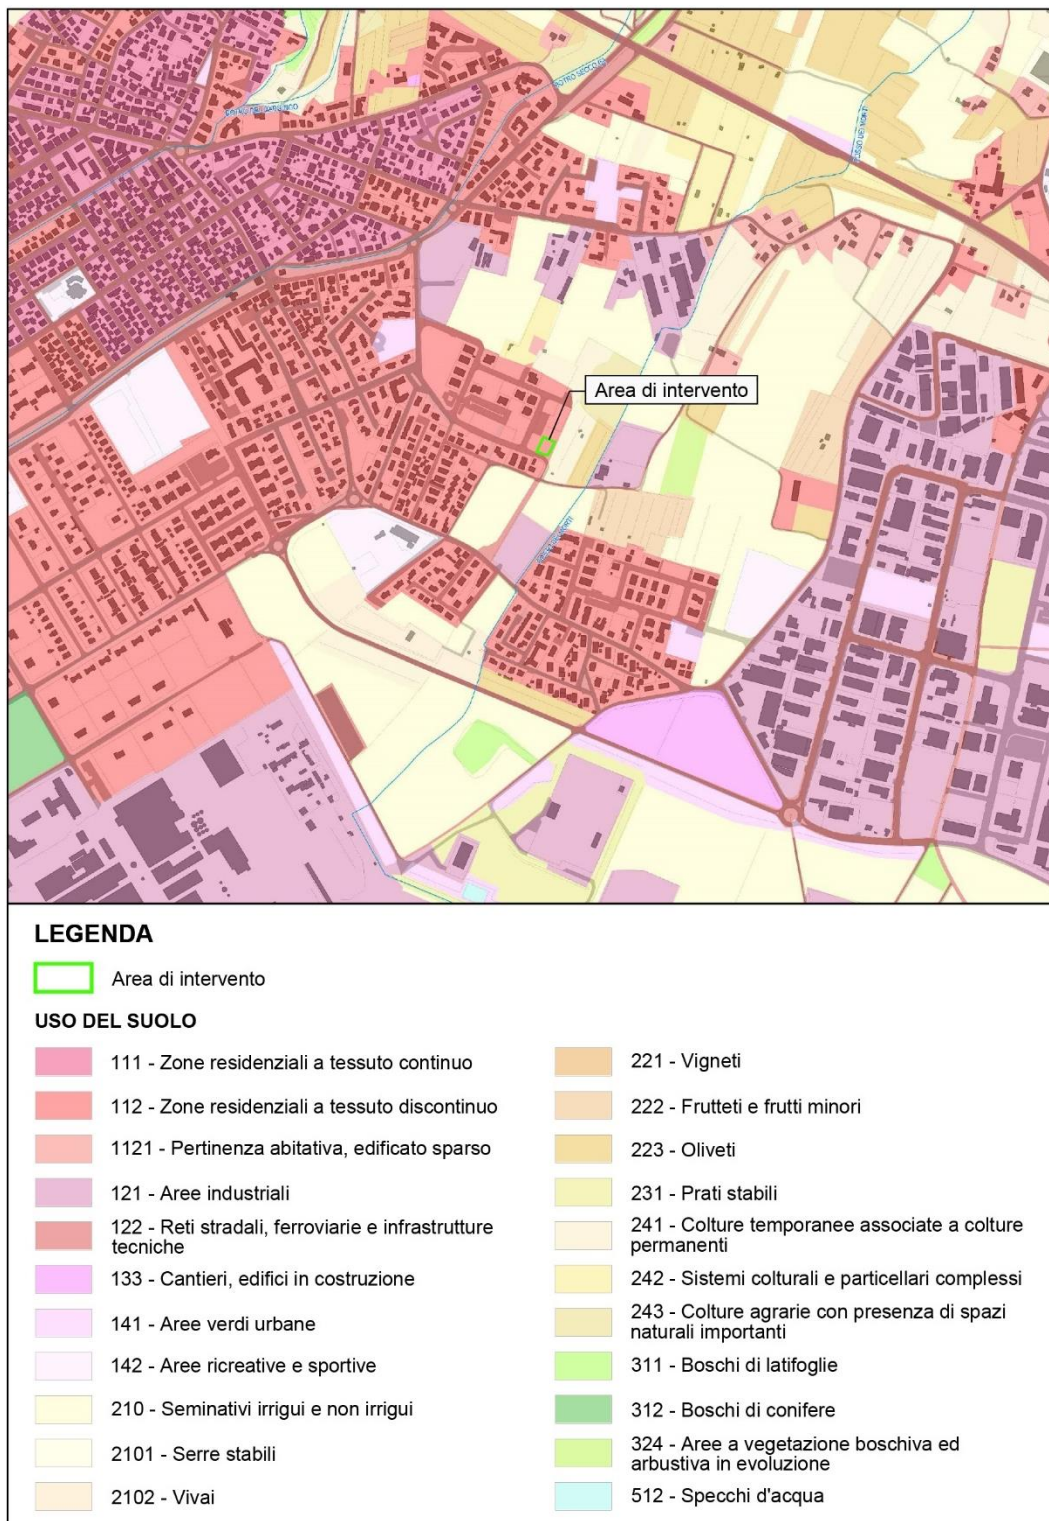 BOTRO SECCO
Area di intervento
LEGENDA
Area di intervento
USO DEL SUOLO
111 - Zone residenziali a tessuto continuo
112 - Zone residenziali a tessuto discontinuo
1121 - Pertinenza abitativa, edificato sparso
121 - Aree industriali
122 - Reti stradali, ferroviarie e infrastrutture
tecniche
133 - Cantieri, edifici in costruzione
141 - Aree verdi urbane
142 - Aree ricreative e sportive
210 - Seminativi irrigui e non irrigui
2101 - Serre stabili
2102 - Vivai
221 - Vigneti
222 - Frutteti e frutti minori
223 - Oliveti
231 - Prati stabili
241 - Colture temporanee associate a colture
permanenti
242 - Sistemi colturali e particellari complessi
243 - Colture agrarie con presenza di spazi
naturali importanti
311 - Boschi di latifoglie
312 - Boschi di conifere
324 - Aree a vegetazione boschiva ed
arbustiva in evoluzione
512 - Specchi d'acqua